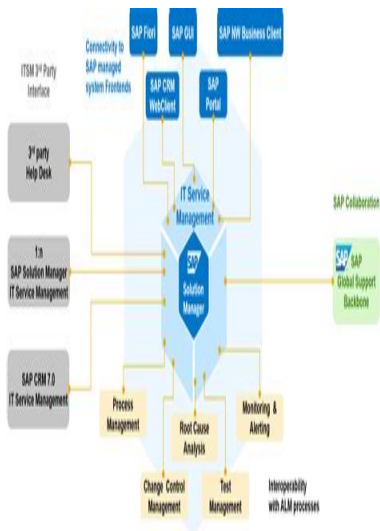 SAP Fiori
SAP GUI
SAP NW Business Client
Connectivity to
SAP managed
system Frontends
ITSM 3rd Party
Interface
SAP CRM
WebClient
SAP
Portal
3rd party
Help Desk
IT Service
Management
SAP Collaboration
1:n
SAP Solution Manager
IT Service Management
SAP
Solution
Manager
SAP SAP
Global Support
Backbone
SAP CRM 7.0
IT Service Management
Process
Management
Root Cause
Analysis
Monitoring &
Alerting
Change Control
Management
Test
Management
Interoperability
with ALM processes